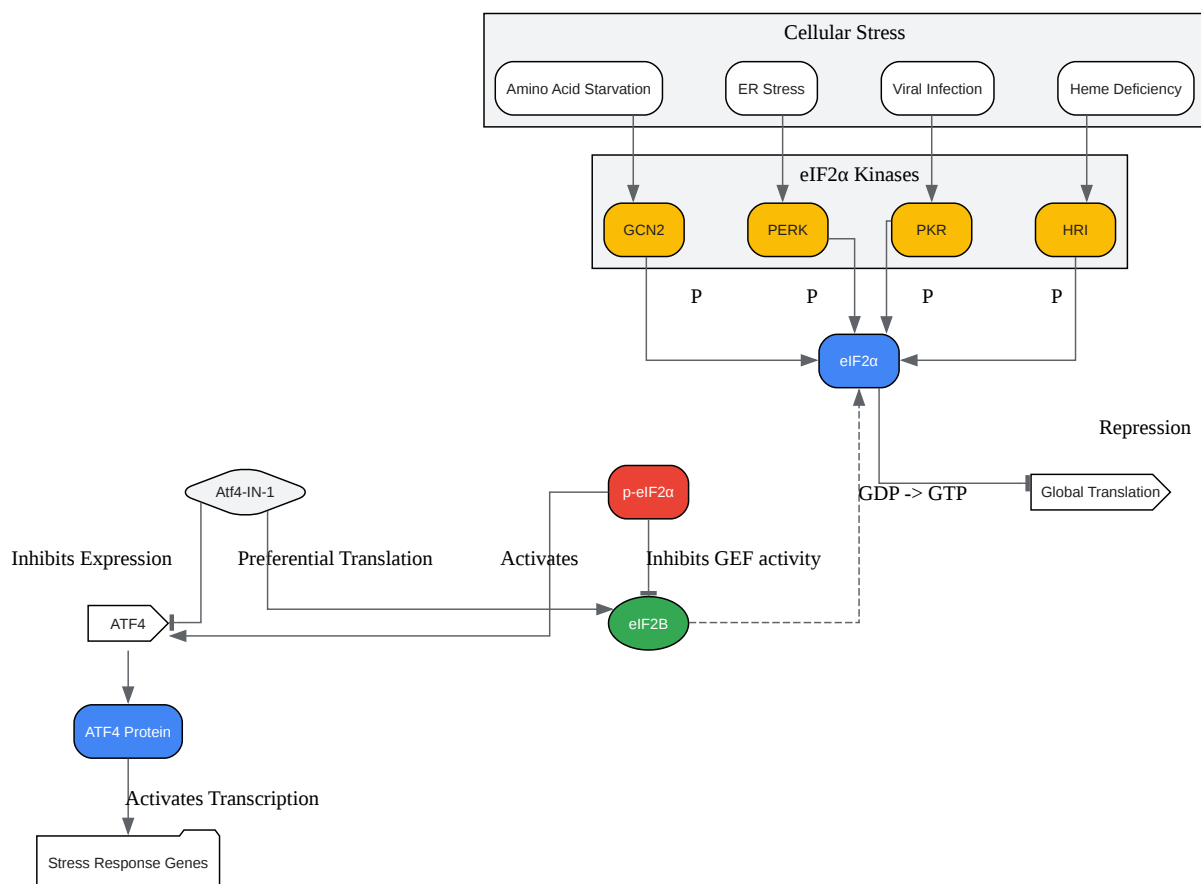 Cellular Stress
Amino Acid Starvation
ER Stress
Viral Infection
Heme Deficiency
eIF2α Kinases
GCN2
PERK
PKR
HRI
P
P
P
P
eIF2α
Repression
Atf4-IN-1
p-eIF2α
GDP -> GTP
Global Translation
Inhibits Expression
Preferential Translation
Activates
Inhibits GEF activity
ATF4
eIF2B
ATF4 Protein
Activates Transcription
Stress Response Genes